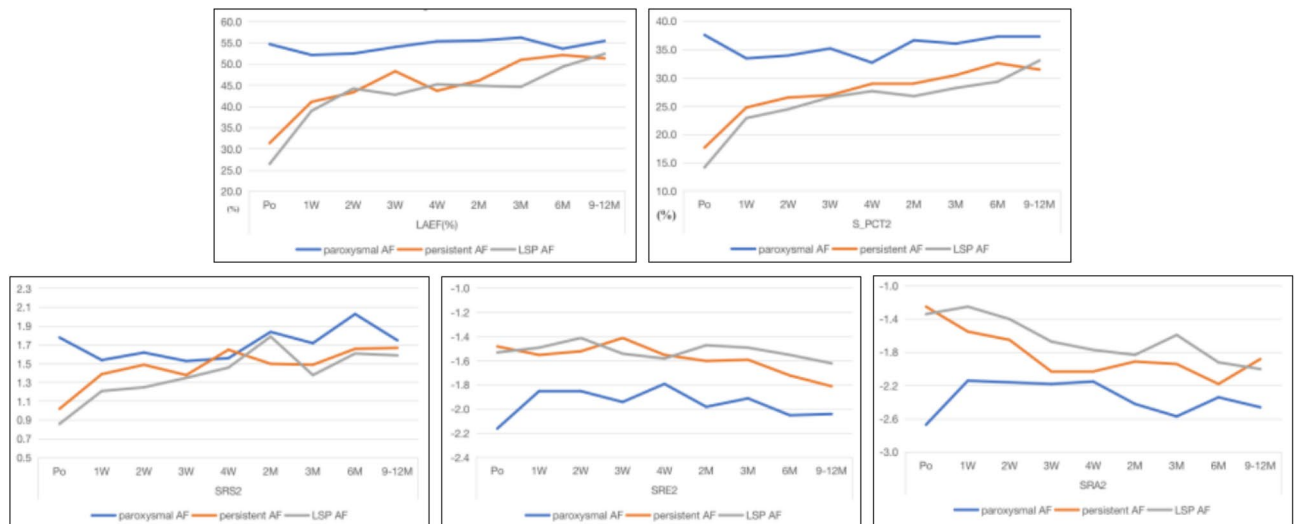 60.0
55.0
50.0
45.0
40.0
35.0
30.0
25.0
20.0
(%)
Po 1W 2W 3W 4W 2M 3M 6M 9-12M
LAEF(%)
paroxysmal AF persistent AF LSP AF
40.0
35.0
30.0
25.0
20.0
15.0
10.0
(%)
Po 1W 2W 3W 4W 2M 3M 6M 9-12M
S_PCT2
paroxysmal AF persistent AF LSP AF
2.3
2.1
1.9
1.7
1.5
1.3
1.1
0.9
0.7
0.5
Po 1W 2W 3W 4W 2M 3M 6M 9-12M
SRS2
paroxysmal AF persistent AF LSP AF
-1.0
-1.2
-1.4
-1.6
-1.8
-2.0
-2.2
-2.4
Po 1W 2W 3W 4W 2M 3M 6M 9-12M
SRE2
paroxysmal AF persistent AF LSP AF
-1.0
-1.4
-1.8
-2.2
-2.6
-3.0
Po 1W 2W 3W 4W 2M 3M 6M 9-12M
SRA2
paroxysmal AF persistent AF LSP AF